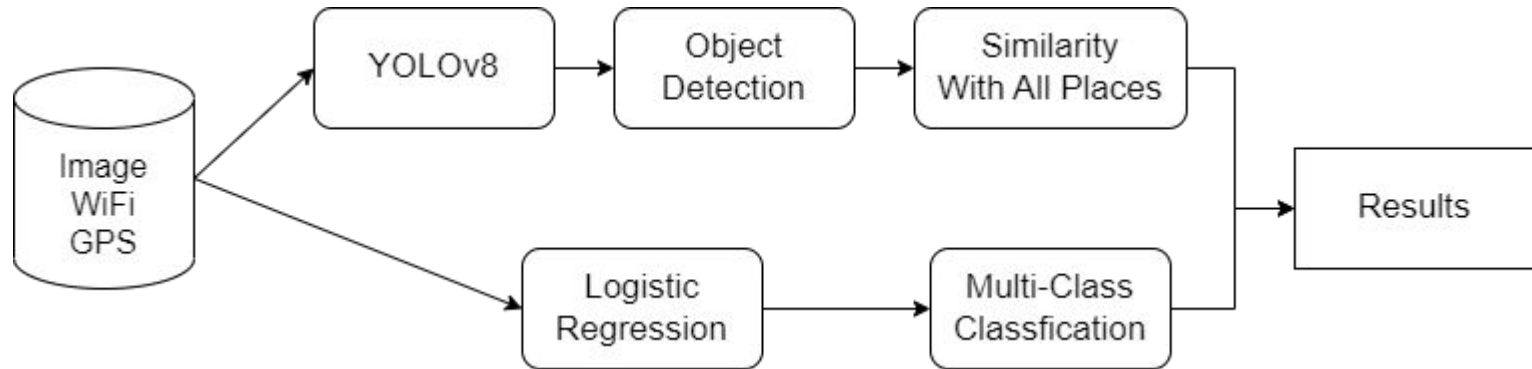 Image
WiFi
GPS
YOLOv8
Object
Detection
Similarity
With All Places
Logistic
Regression
Multi-Class
Classfication
Results